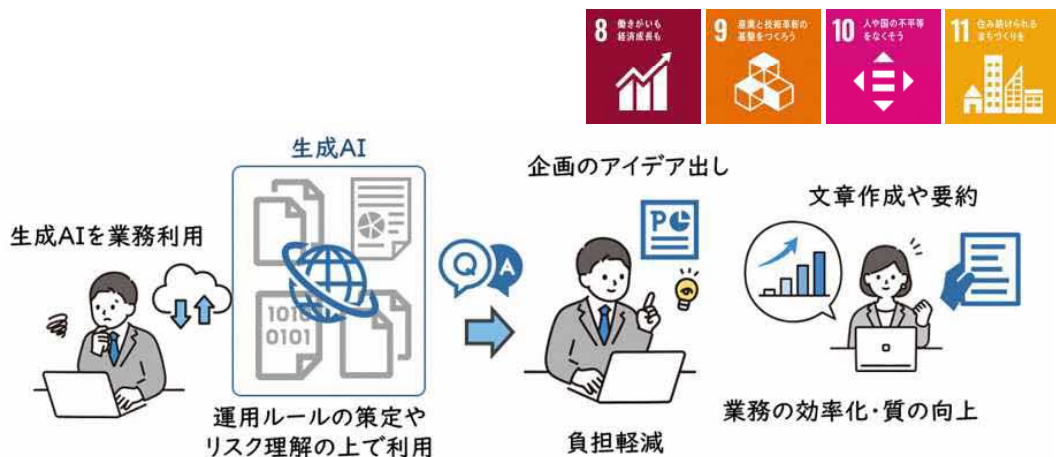 8 働きがいも
経済成長も
9 産業と技術革新の
基盤をつくろう
10 人や国の不平等
をなくそう
11 住み続けられる
まちづくりを
生成AI
企画のアイデア出し
文章作成や要約
生成AIを業務利用
P
Q
A
1010
0101
運用ルールの策定や
リスク理解の上で利用
負担軽減
業務の効率化・質の向上